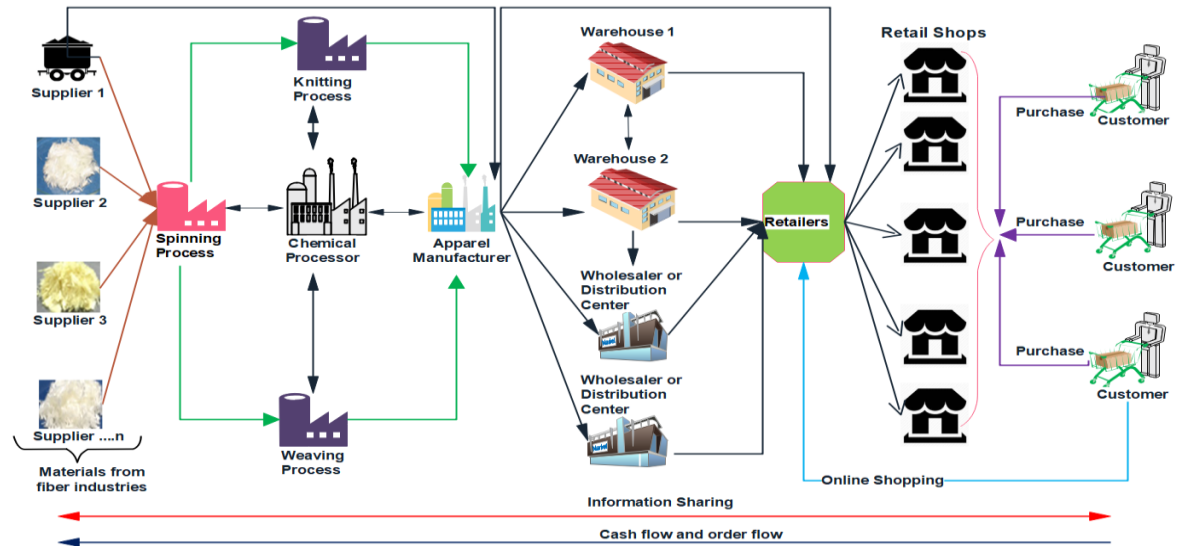 Supplier 1
Supplier 2
Supplier 3
Supplier ....n
Materials from
fiber industries
Spinning
Process
Knitting
Process
Chemical
Processor
Weaving
Process
Apparel
Manufacturer
Warehouse 1
Warehouse 2
Wholesaler or
Distribution
Center
Market
Wholesaler or
Distribution
Center
Market
Retailers
Retail Shops
Purchase
Customer
Purchase
Customer
Purchase
Customer
Online Shopping
Information Sharing
Cash flow and order flow